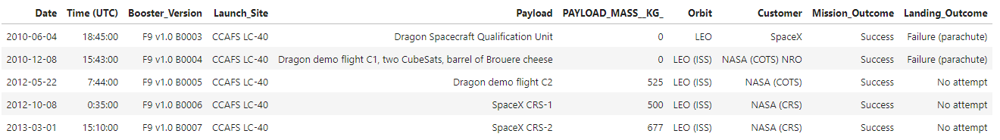 Date Time (UTC) Booster_Version Launch_Site Payload PAYLOAD_MASS__KG_ Orbit Customer Mission_Outcome Landing_Outcome
2010-06-04 18:45:00 F9 v1.0 B0003 CCAFS LC-40 Dragon Spacecraft Qualification Unit 0 LEO SpaceX Success Failure (parachute)
2010-12-08 15:43:00 F9 v1.0 B0004 CCAFS LC-40 Dragon demo flight C1, two CubeSats, barrel of Brouere cheese 0 LEO (ISS) NASA (COTS) NRO Success Failure (parachute)
2012-05-22 7:44:00 F9 v1.0 B0005 CCAFS LC-40 Dragon demo flight C2 525 LEO (ISS) NASA (COTS) Success No attempt
2012-10-08 0:35:00 F9 v1.0 B0006 CCAFS LC-40 SpaceX CRS-1 500 LEO (ISS) NASA (CRS) Success No attempt
2013-03-01 15:10:00 F9 v1.0 B0007 CCAFS LC-40 SpaceX CRS-2 677 LEO (ISS) NASA (CRS) Success No attempt